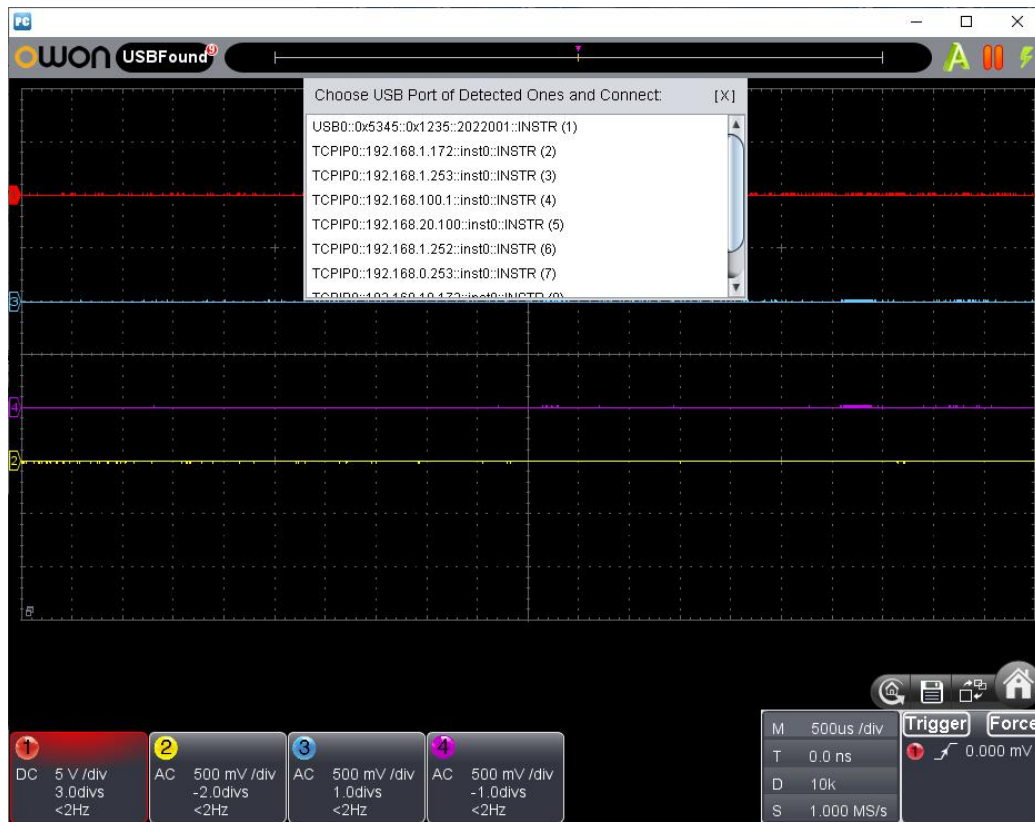 PC
OWON USBFound 9
Choose USB Port of Detected Ones and Connect: [X]
USB0::0x5345::0x1235::2022001::INSTR (1)
TCPIP0::192.168.1.172::inst0::INSTR (2)
TCPIP0::192.168.1.253::inst0::INSTR (3)
TCPIP0::192.168.100.1::inst0::INSTR (4)
TCPIP0::192.168.20.100::inst0::INSTR (5)
TCPIP0::192.168.1.252::inst0::INSTR (6)
TCPIP0::192.168.0.253::inst0::INSTR (7)
3
4
2
1 2 3 4
DC 5 V /div AC 500 mV /div AC 500 mV /div AC 500 mV /div
3.0divs -2.0divs 1.0divs -1.0divs
<2Hz <2Hz <2Hz <2Hz
M 500us /div
T 0.0 ns
D 10k
S 1.000 MS/s
Trigger Force
1 0.000 mV